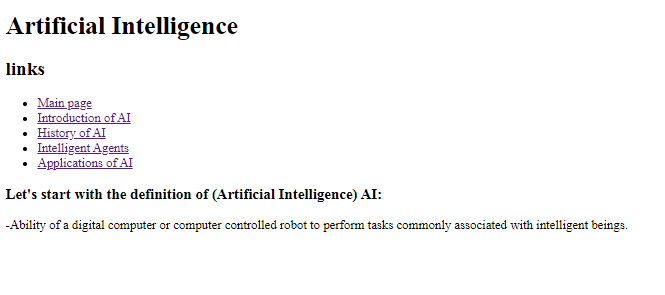 Artificial Intelligence
links
Main page
Introduction of AI
History of AI
Intelligent Agents
Applications of AI
Let's start with the definition of (Artificial Intelligence) AI:
-Ability of a digital computer or computer controlled robot to perform tasks commonly associated with intelligent beings.